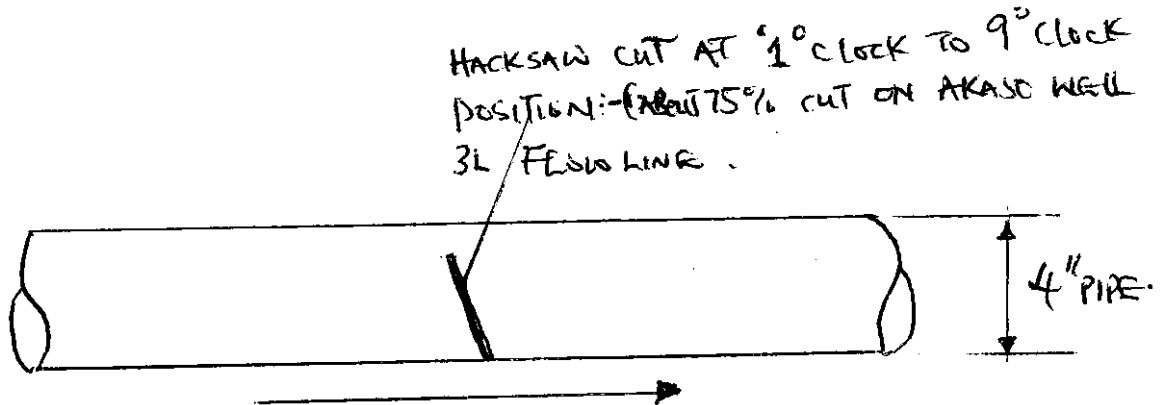 HACKSAW CUT AT "1° CLOCK TO 9° CLOCK
POSITION:-(ABOUT 75% CUT ON AKASO WELL
3L FLOW LINE.
4" PIPE.